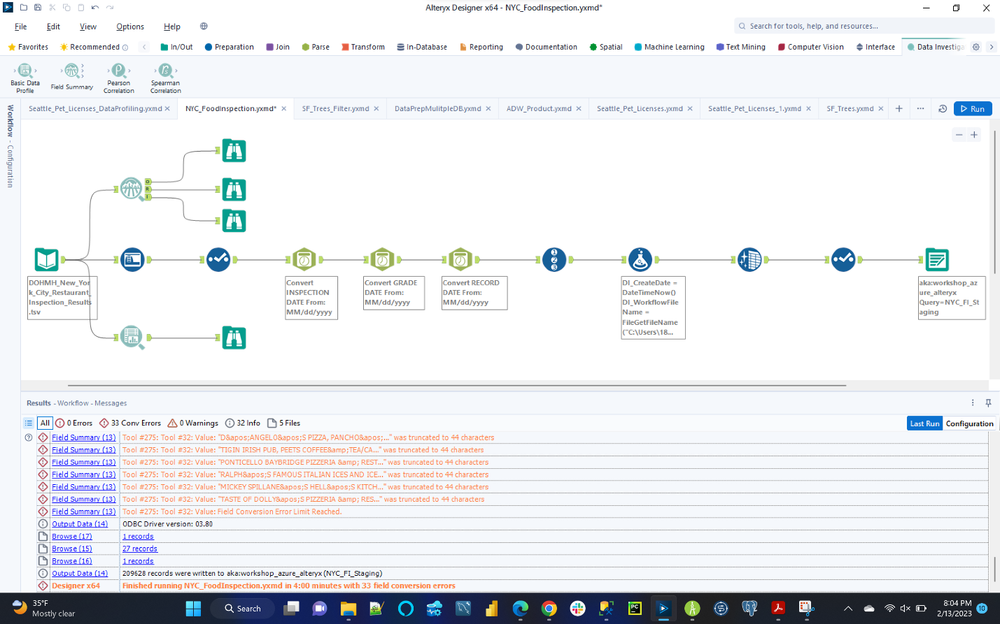 Alteryx Designer x64 - NYC_FoodInspection.yxmd*
File Edit View Options Help
Search for tools, help, and resources...
Favorites Recommended In/Out Preparation Join Parse Transform In-Database Reporting Documentation Spatial Machine Learning Text Mining Computer Vision Interface Data Investiga
Basic Data
Profile
Field Summary
Pearson
Correlation
Spearman
Correlation
Workflow - Configuration
Seattle_Pet_Licenses_DataProfiling.yxmd NYC_FoodInspection.yxmd* SF_Trees_Filter.yxmd DataPrepMulitpleDB.yxmd ADW_Product.yxmd Seattle_Pet_Licenses.yxmd Seattle_Pet_Licenses_1.yxmd SF_Trees.yxmd Run
D
R
I
1
2
3
DOHMH_New_Yor
k_City_Restaurant_
Inspection_Results
.tsv
Convert
INSPECTION
DATE From:
MM/dd/yyyy
Convert GRADE
DATE From:
MM/dd/yyyy
Convert RECORD
DATE From:
MM/dd/yyyy
DI_CreateDate =
DateTimeNow()
DI_WorkflowFile
Name =
FileGetFileName
("C:\Users\18...
aka:workshop_az
ure_alteryx
Query=NYC_FI_St
aging
Results - Workflow - Messages
All 0 Errors 33 Conv Errors 0 Warnings 32 Info 5 Files Last Run Configuration
Field Summary (13) Tool #275: Tool #32: Value: "D&apos;ANGELO&apos;S PIZZA, PANCHO&apos;..." was truncated to 44 characters
Field Summary (13) Tool #275: Tool #32: Value: "TIGIN IRISH PUB, PEETS COFFEE&amp;TEA/CA..." was truncated to 44 characters
Field Summary (13) Tool #275: Tool #32: Value: "PONTICELLO BAYBRIDGE PIZZERIA &amp; REST..." was truncated to 44 characters
Field Summary (13) Tool #275: Tool #32: Value: "RALPH&apos;S FAMOUS ITALIAN ICES AND ICE..." was truncated to 44 characters
Field Summary (13) Tool #275: Tool #32: Value: "MICKEY SPILLANE&apos;S HELL&apos;S KITCH..." was truncated to 44 characters
Field Summary (13) Tool #275: Tool #32: Value: "TASTE OF DOLLY&apos;S PIZZERIA &amp; RES..." was truncated to 44 characters
Field Summary (13) Tool #275: Tool #32: Value: Field Conversion Error Limit Reached.
Output Data (14) ODBC Driver version: 03.80
Browse (17) 1 records
Browse (15) 27 records
Browse (16) 1 records
Output Data (14) 209628 records were written to aka:workshop_azure_alteryx (NYC_FI_Staging)
Designer x64 Finished running NYC_FoodInspection.yxmd in 4:00 minutes with 33 field conversion errors
35°F
Mostly clear
Search
PC
8:04 PM
2/13/2023
10